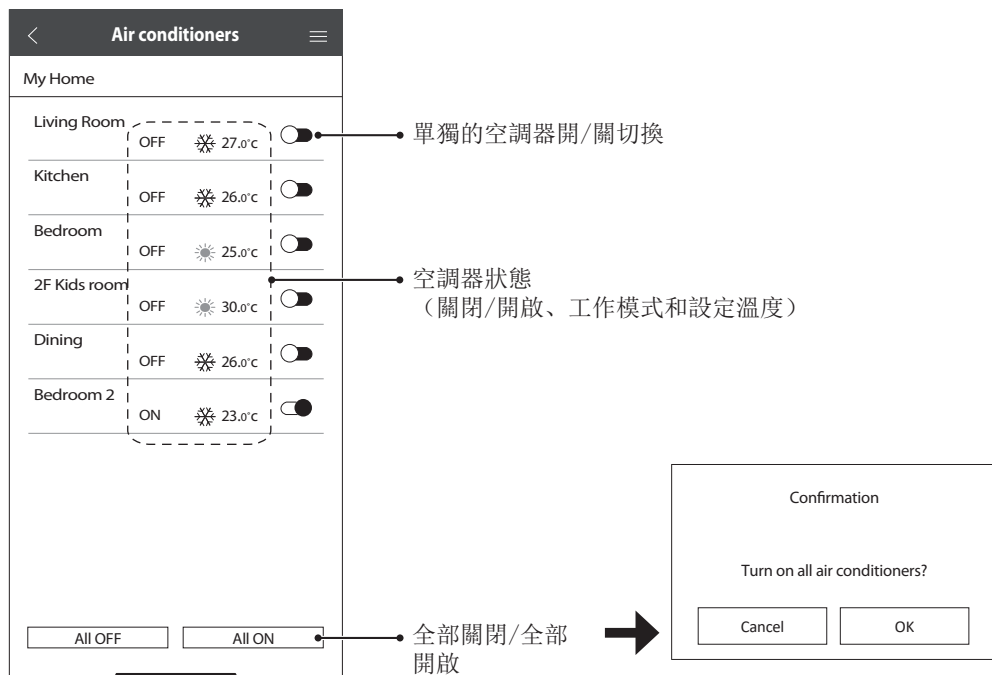 Air conditioners
My Home
Living Room
OFF 27.0°c
單獨的空調器開/關切換
Kitchen
OFF 26.0°c
Bedroom
OFF 25.0°c
2F Kids room
OFF 30.0°c
空調器狀態
（關閉/開啟、工作模式和設定溫度）
Dining
OFF 26.0°c
Bedroom 2
ON 23.0°c
All OFF All ON
全部關閉/全部
開啟
Confirmation
Turn on all air conditioners?
Cancel OK